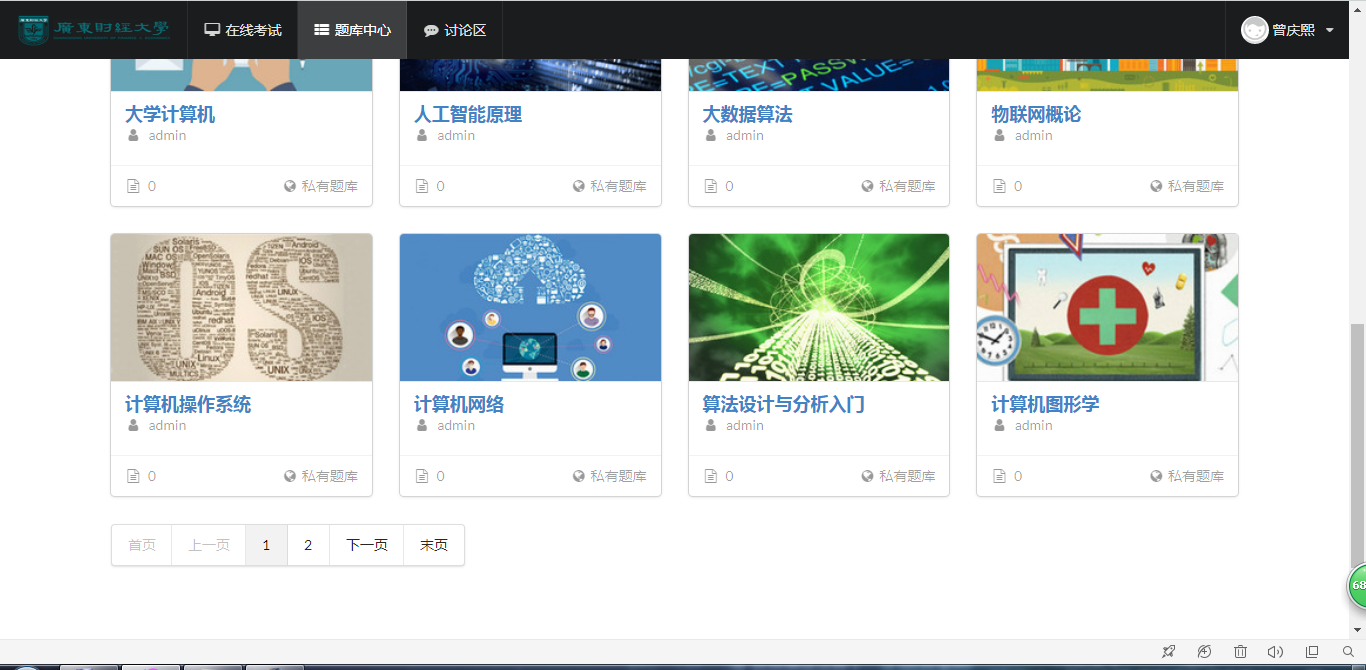 廣東財經大學
在线考试
题库中心
讨论区
曾庆熙
=TEXT
PASSW
T VALUE=
大学计算机
admin
0
私有题库
人工智能原理
admin
0
私有题库
大数据算法
admin
0
私有题库
物联网概论
admin
0
私有题库
OS
计算机操作系统
admin
0
私有题库
计算机网络
admin
0
私有题库
算法设计与分析入门
admin
0
私有题库
计算机图形学
admin
0
私有题库
首页
上一页
1
2
下一页
末页
68